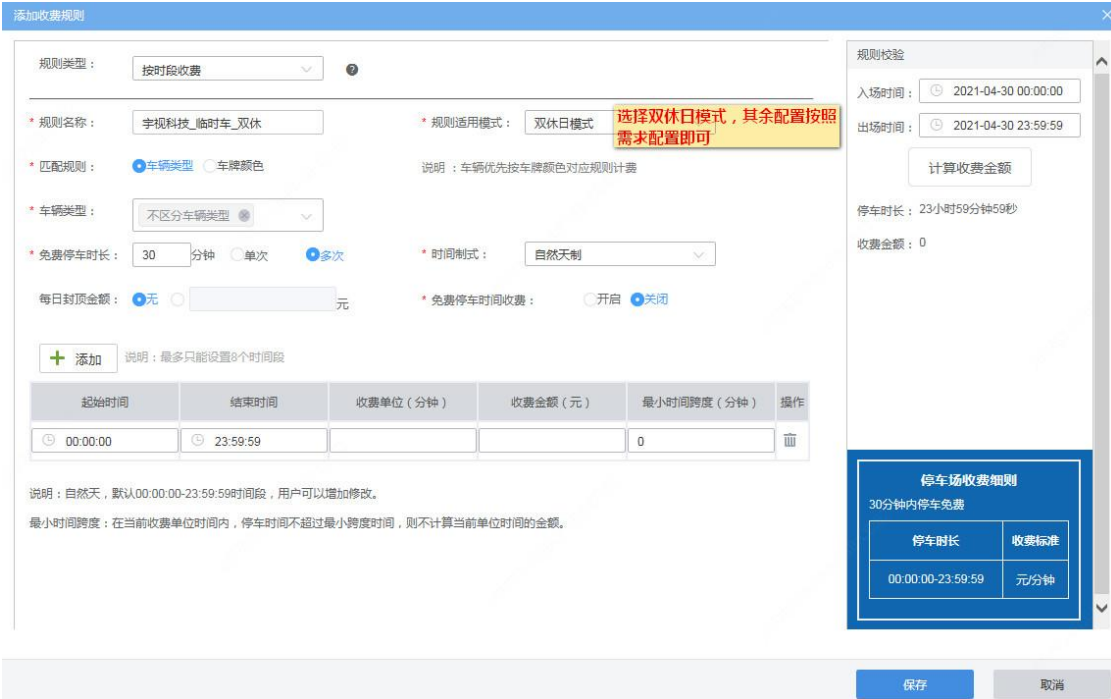 添加收费规则
规则类型： 按时段收费
* 规则名称： 宇视科技_临时车_双休 * 规则适用模式： 双休日模式
选择双休日模式，其余配置按照
需求配置即可
* 匹配规则： 车辆类型 车牌颜色 说明：车辆优先按车牌颜色对应规则计费
* 车辆类型： 不区分车辆类型
* 免费停车时长： 30 分钟 单次 多次 * 时间制式： 自然天制
每日封顶金额： 无 元 * 免费停车时间收费： 开启 关闭
添加 说明：最多只能设置8个时间段
起始时间 结束时间 收费单位（分钟） 收费金额（元） 最小时间跨度（分钟） 操作
00:00:00 23:59:59 0
说明：自然天，默认00:00:00-23:59:59时间段，用户可以增加修改。
最小时间跨度：在当前收费单位时间内，停车时间不超过最小跨度时间，则不计算当前单位时间的金额。
规则校验
入场时间： 2021-04-30 00:00:00
出场时间： 2021-04-30 23:59:59
计算收费金额
停车时长： 23小时59分钟59秒
收费金额： 0
停车场收费细则
30分钟内停车免费
停车时长 收费标准
00:00:00-23:59:59 元/分钟
保存 取消